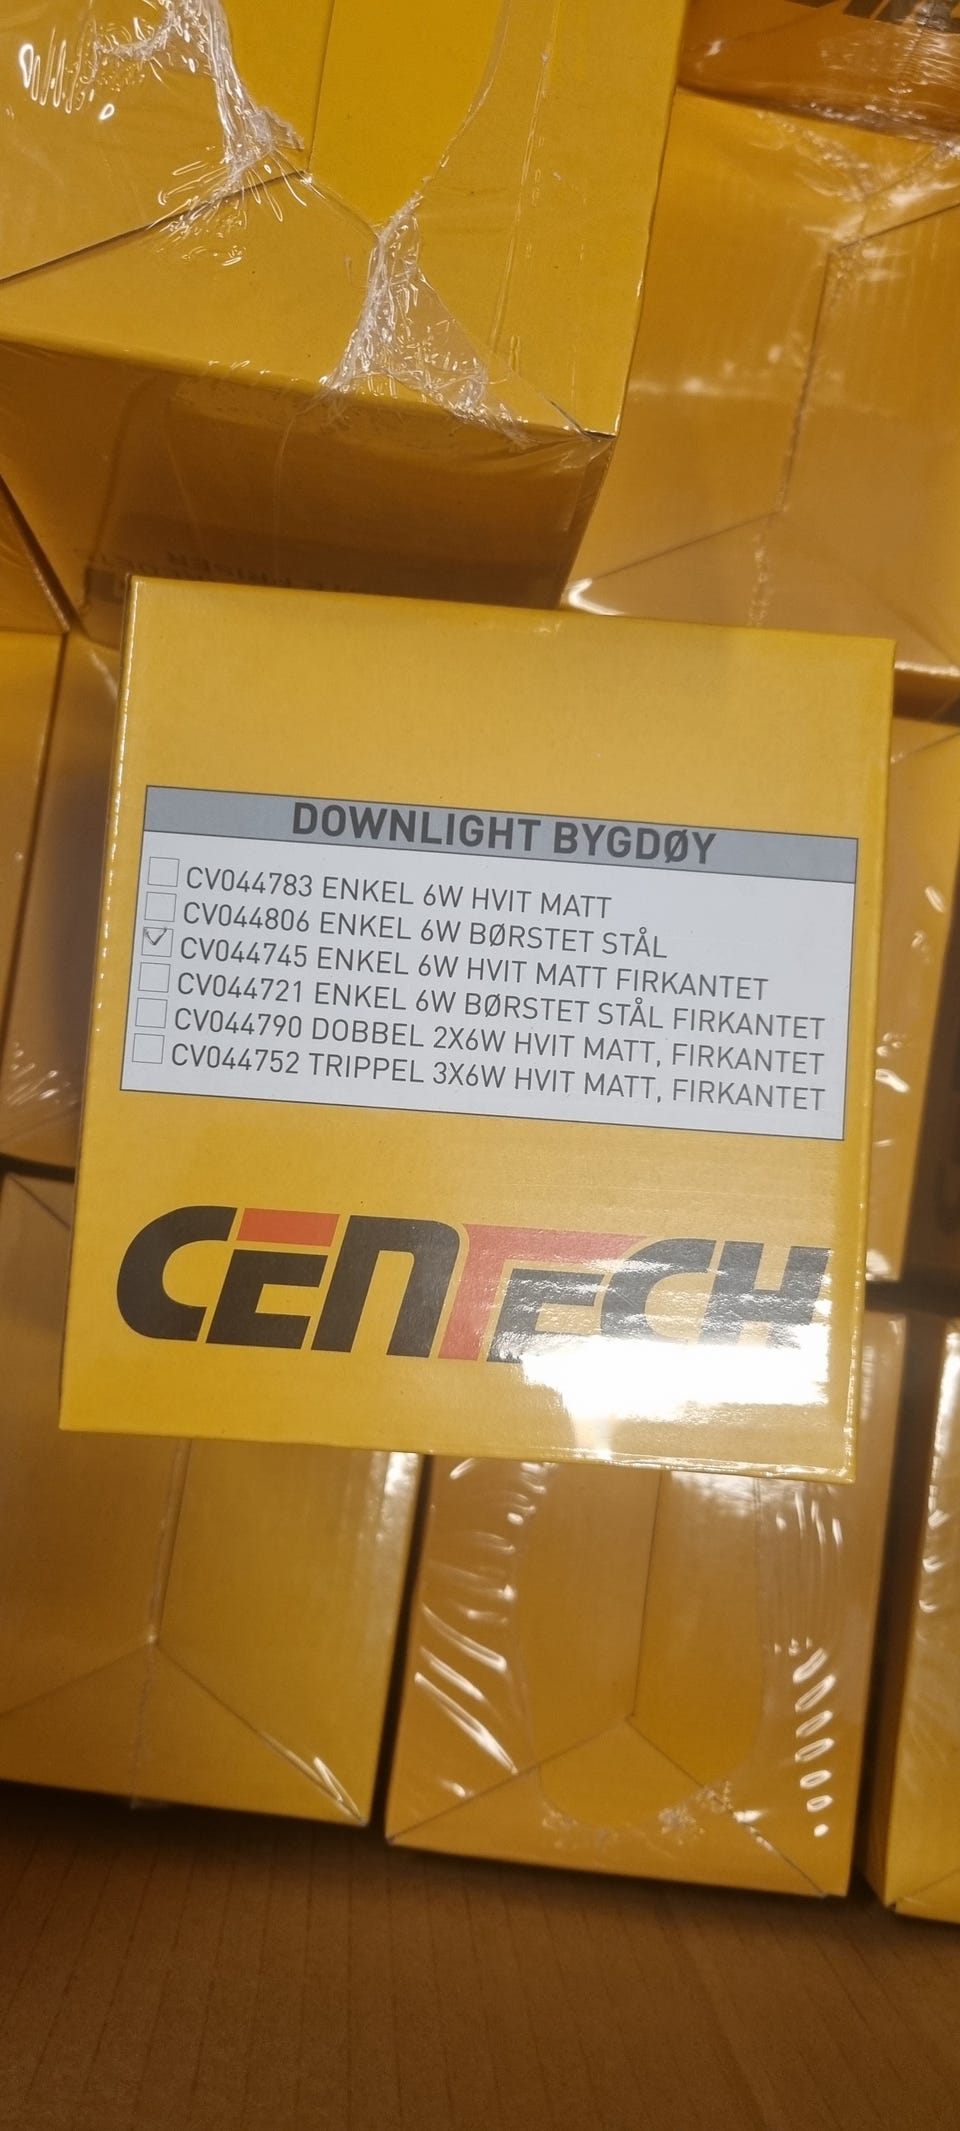 DOWNLIGHT BYGDØY
CV044783 ENKEL 6W HVIT MATT
CV044806 ENKEL 6W BØRSTET STÅL
CV044745 ENKEL 6W HVIT MATT FIRKANTET
CV044721 ENKEL 6W BØRSTET STÅL FIRKANTET
CV044790 DOBBEL 2X6W HVIT MATT, FIRKANTET
CV044752 TRIPPEL 3X6W HVIT MATT, FIRKANTET
CENTECH